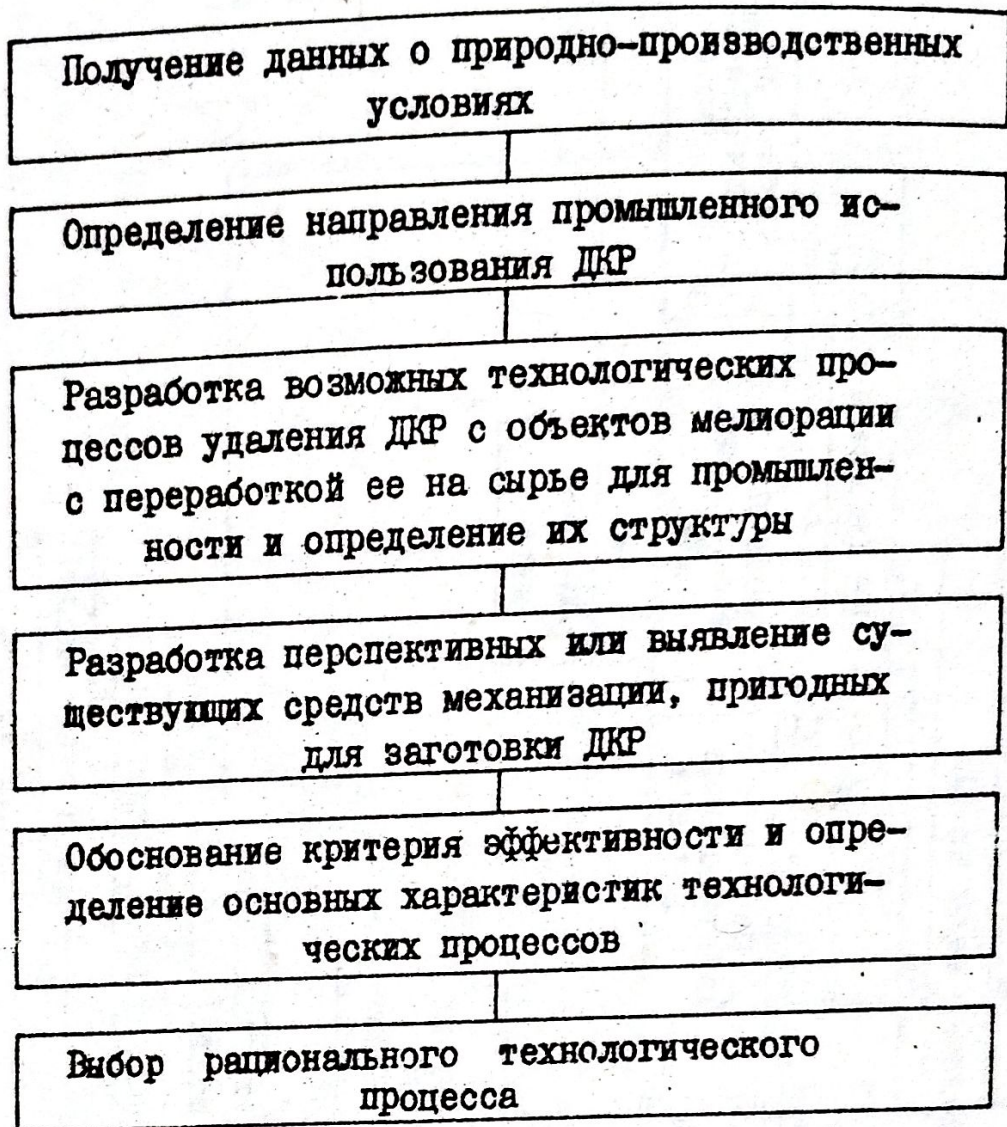 Получение данных о природно-производственных
условиях
Определение направления промышленного ис-
пользования ДКР
Разработка возможных технологических про-
цессов удаления ДКР с объектов мелиорации
с переработкой ее на сырье для промышлен-
ности и определение их структуры
Разработка перспективных или выявление су-
ществующих средств механизации, пригодных
для заготовки ДКР
Обоснование критерия эффективности и опре-
деление основных характеристик технологи-
ческих процессов
Выбор рационального технологического
процесса